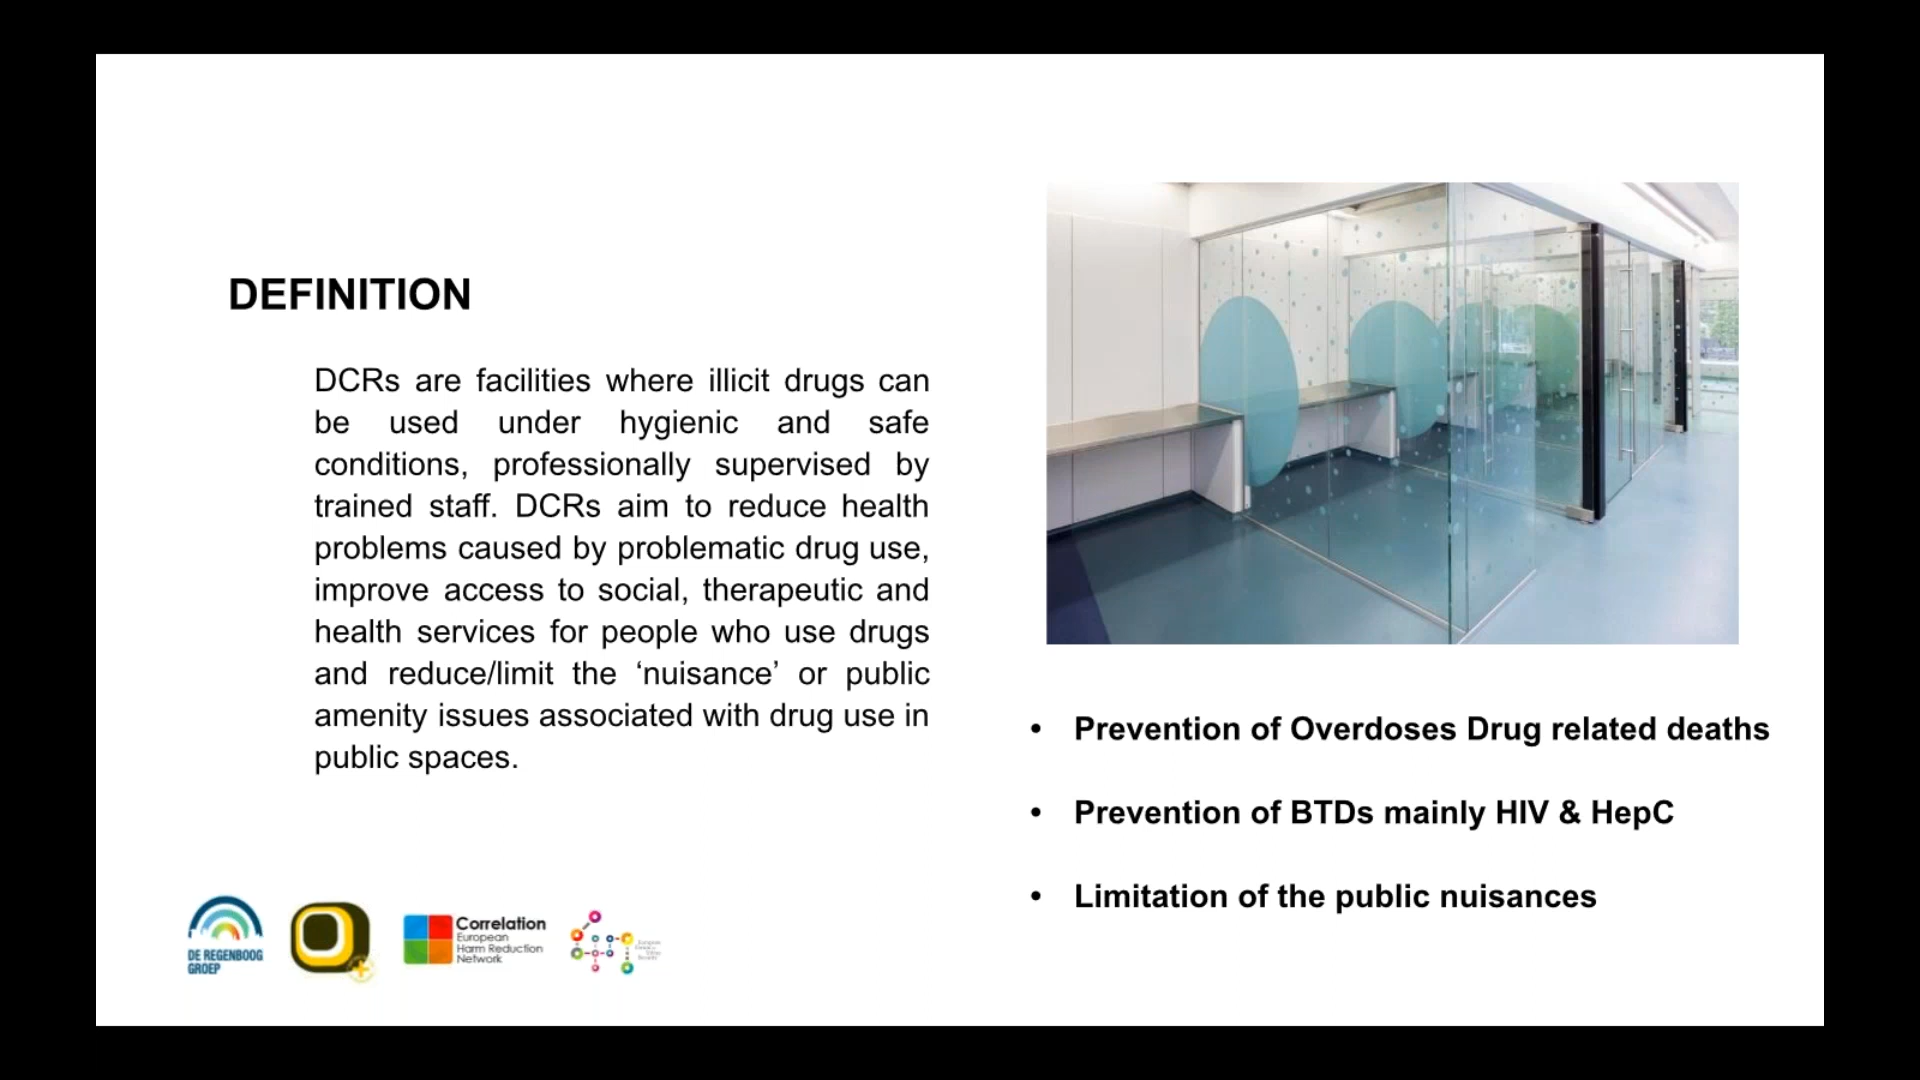 DEFINITION
DCRs are facilities where illicit drugs can
be used under hygienic and safe
conditions, professionally supervised by
trained staff. DCRs aim to reduce health
problems caused by problematic drug use,
improve access to social, therapeutic and
health services for people who use drugs
and reduce/limit the ‘nuisance’ or public
amenity issues associated with drug use in
public spaces.
• Prevention of Overdoses Drug related deaths
• Prevention of BTDs mainly HIV & HepC
• Limitation of the public nuisances
DE REGENBOOG
GROEP
Correlation
European
Harm Reduction
Network